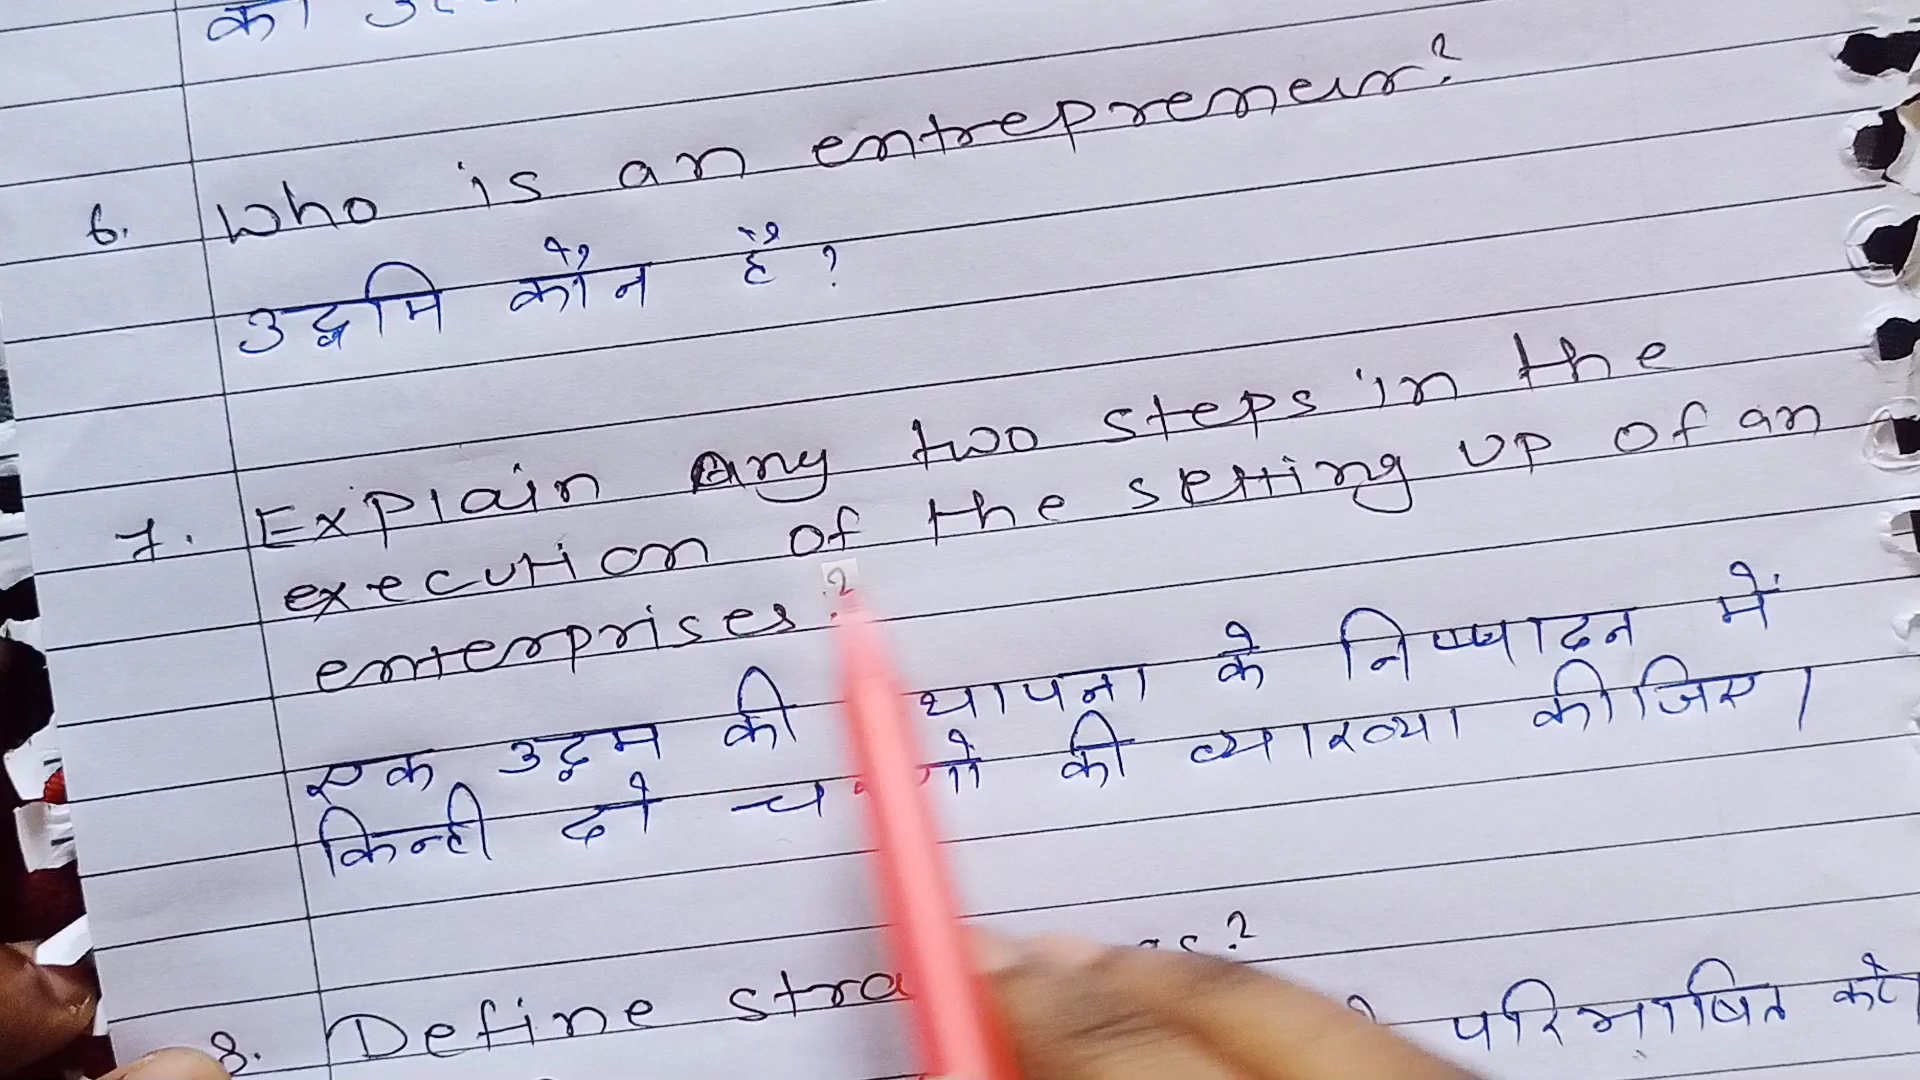 का
6. Who is an entrepreneur?
उद्यमि कौन है ?
7. Explain any two steps in the
execution of the setting up of an
enterprises ?
एक उद्यम की थापना के निष्पादन में
किन्ही दो की व्याख्या कीजिए ।
8. Define ?
परिभाषित करे